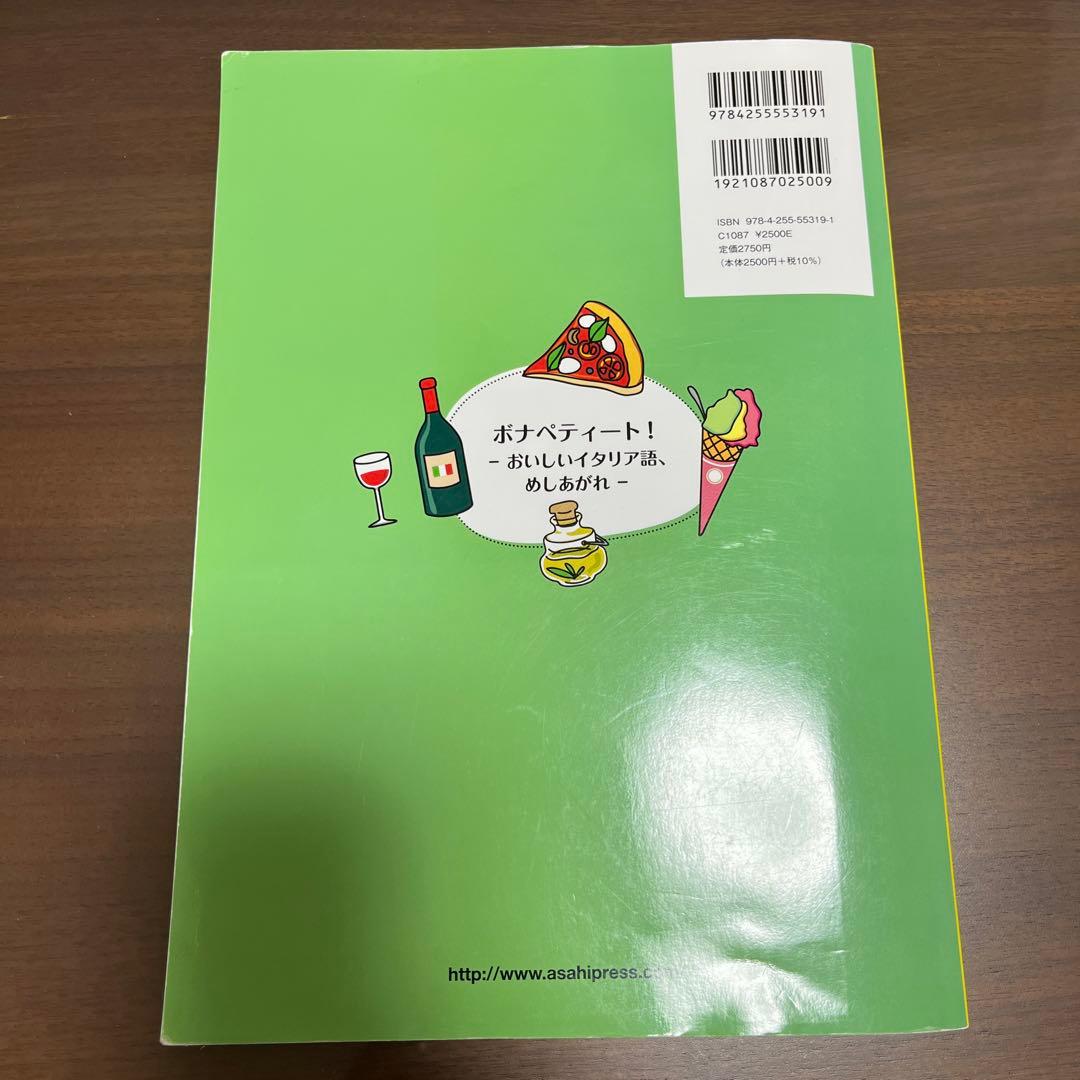 9784255553191
1921087025009
ISBN 978-4-255-55319-1
C1087 ¥2500E
定価2750円
（本体2500円＋税10％）
ボナペティート！
– おいしいイタリア語、
めしあがれ –
http://www.asahipress.com